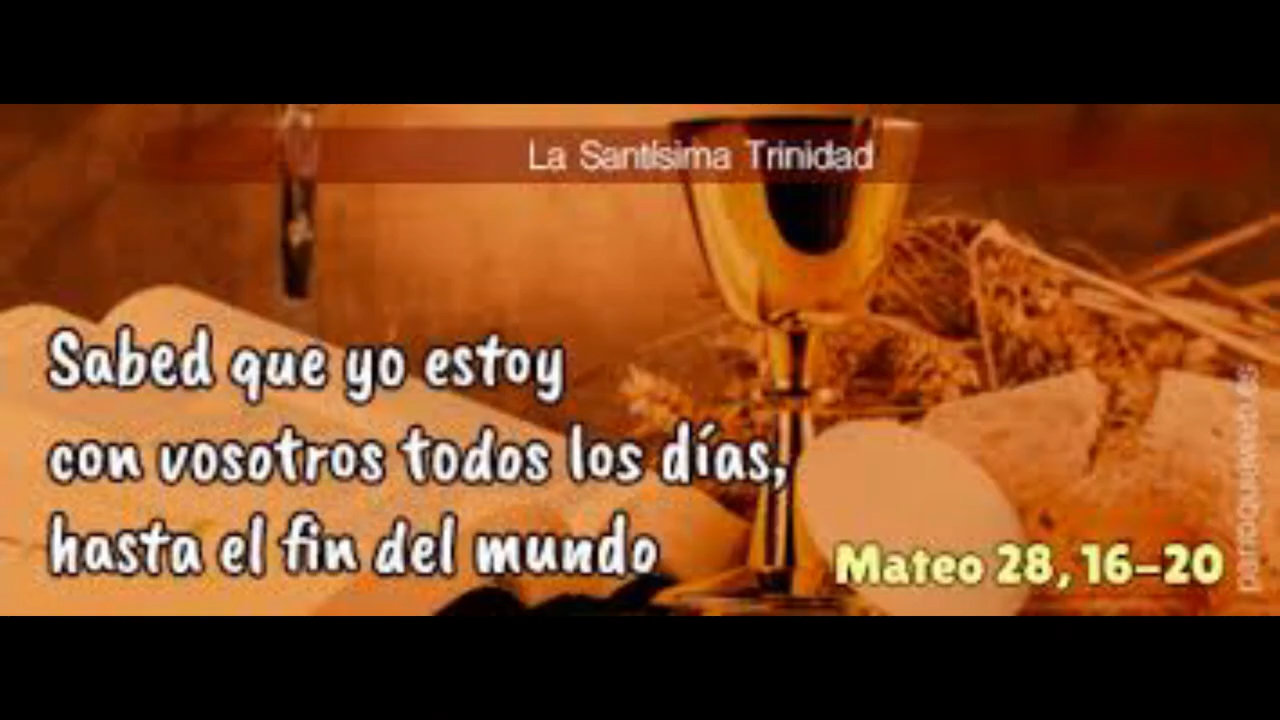 La Santísima Trinidad
Sabed que yo estoy
con vosotros todos los días,
hasta el fin del mundo
Mateo 28, 16-20